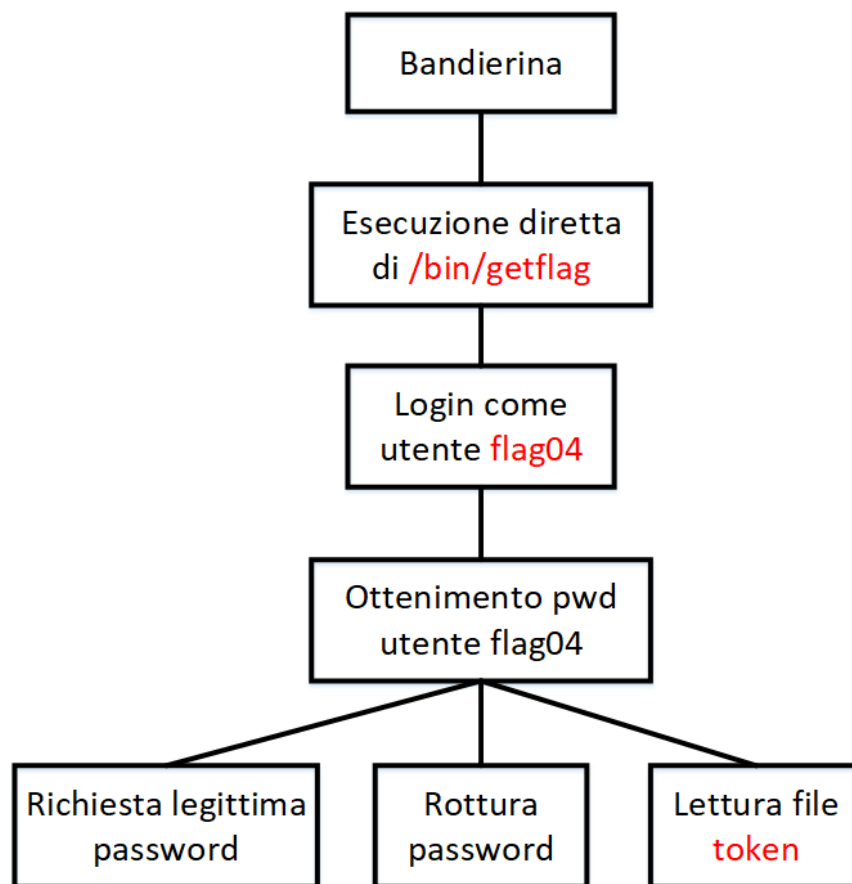 Bandierina
Esecuzione diretta
di /bin/getflag
Login come
utente flag04
Ottenimento pwd
utente flag04
Richiesta legittima
password
Rottura
password
Lettura file
token